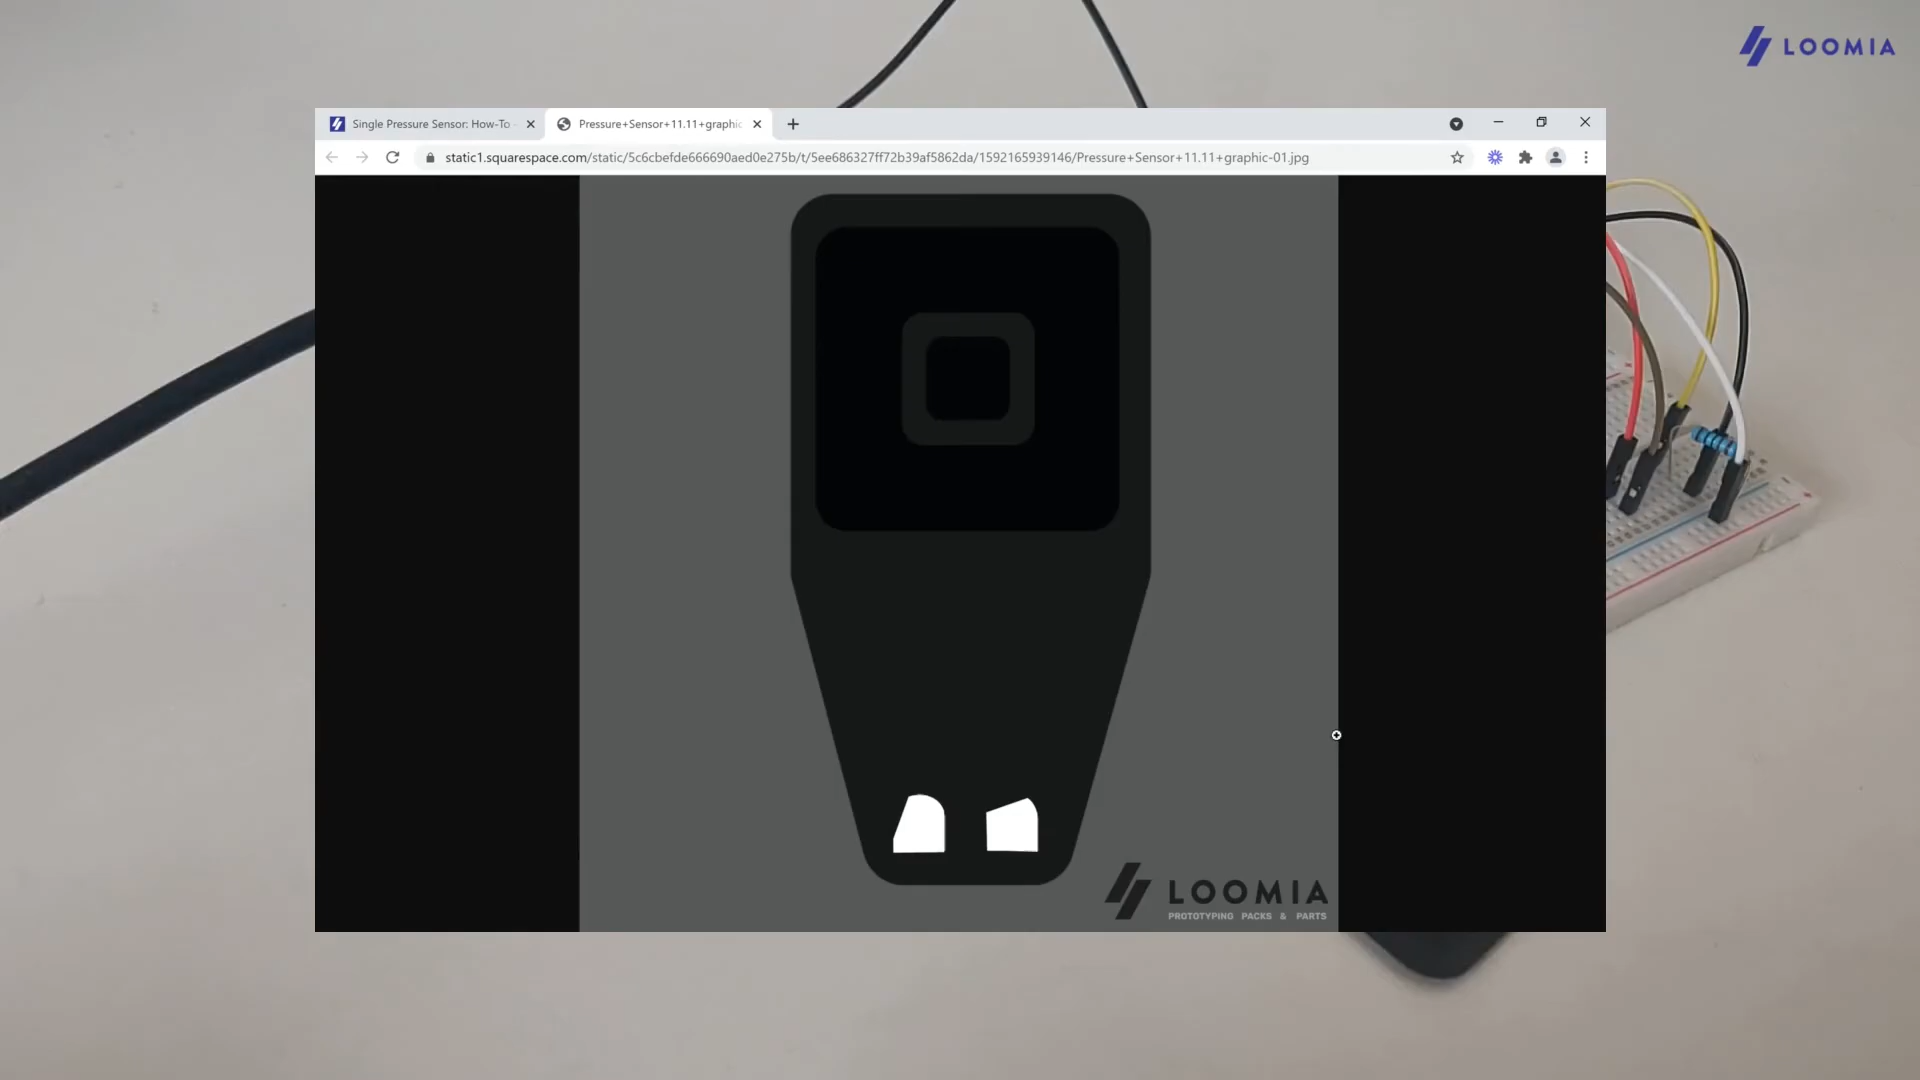 LOOMIA
Single Pressure Sensor: How-To
Pressure+Sensor+11.11+graphic
static1.squarespace.com/static/5c6cbefde666690aed0e275b/t/5ee686327ff72b39af5862da/1592165939146/Pressure+Sensor+11.11+graphic-01.jpg
LOOMIA
PROTOTYPING PACKS & PARTS